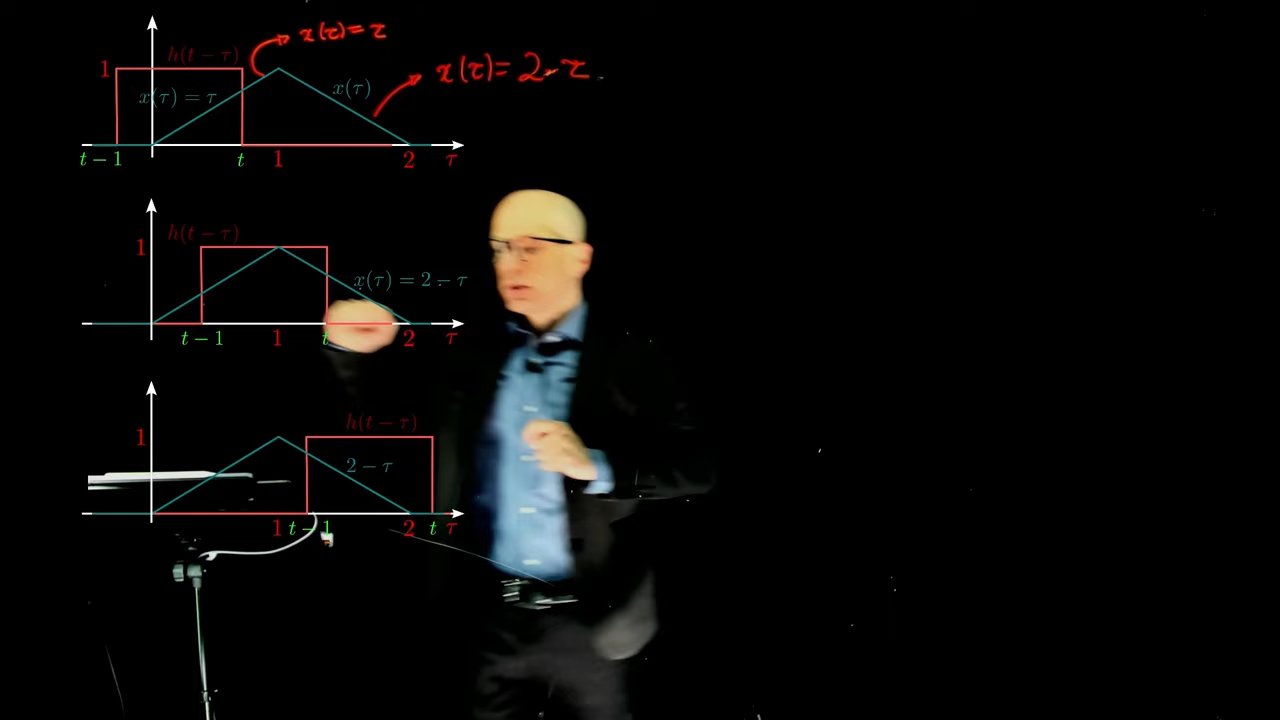 x(τ) = τ
h(t − τ)
x(τ) = 2 − τ
1
x(τ) = τ
x(τ)
t − 1
t
1
2
τ
h(t − τ)
1
x(τ) = 2 − τ
t − 1
1
t
2
τ
h(t − τ)
1
2 − τ
1
t − 1
2
t
τ